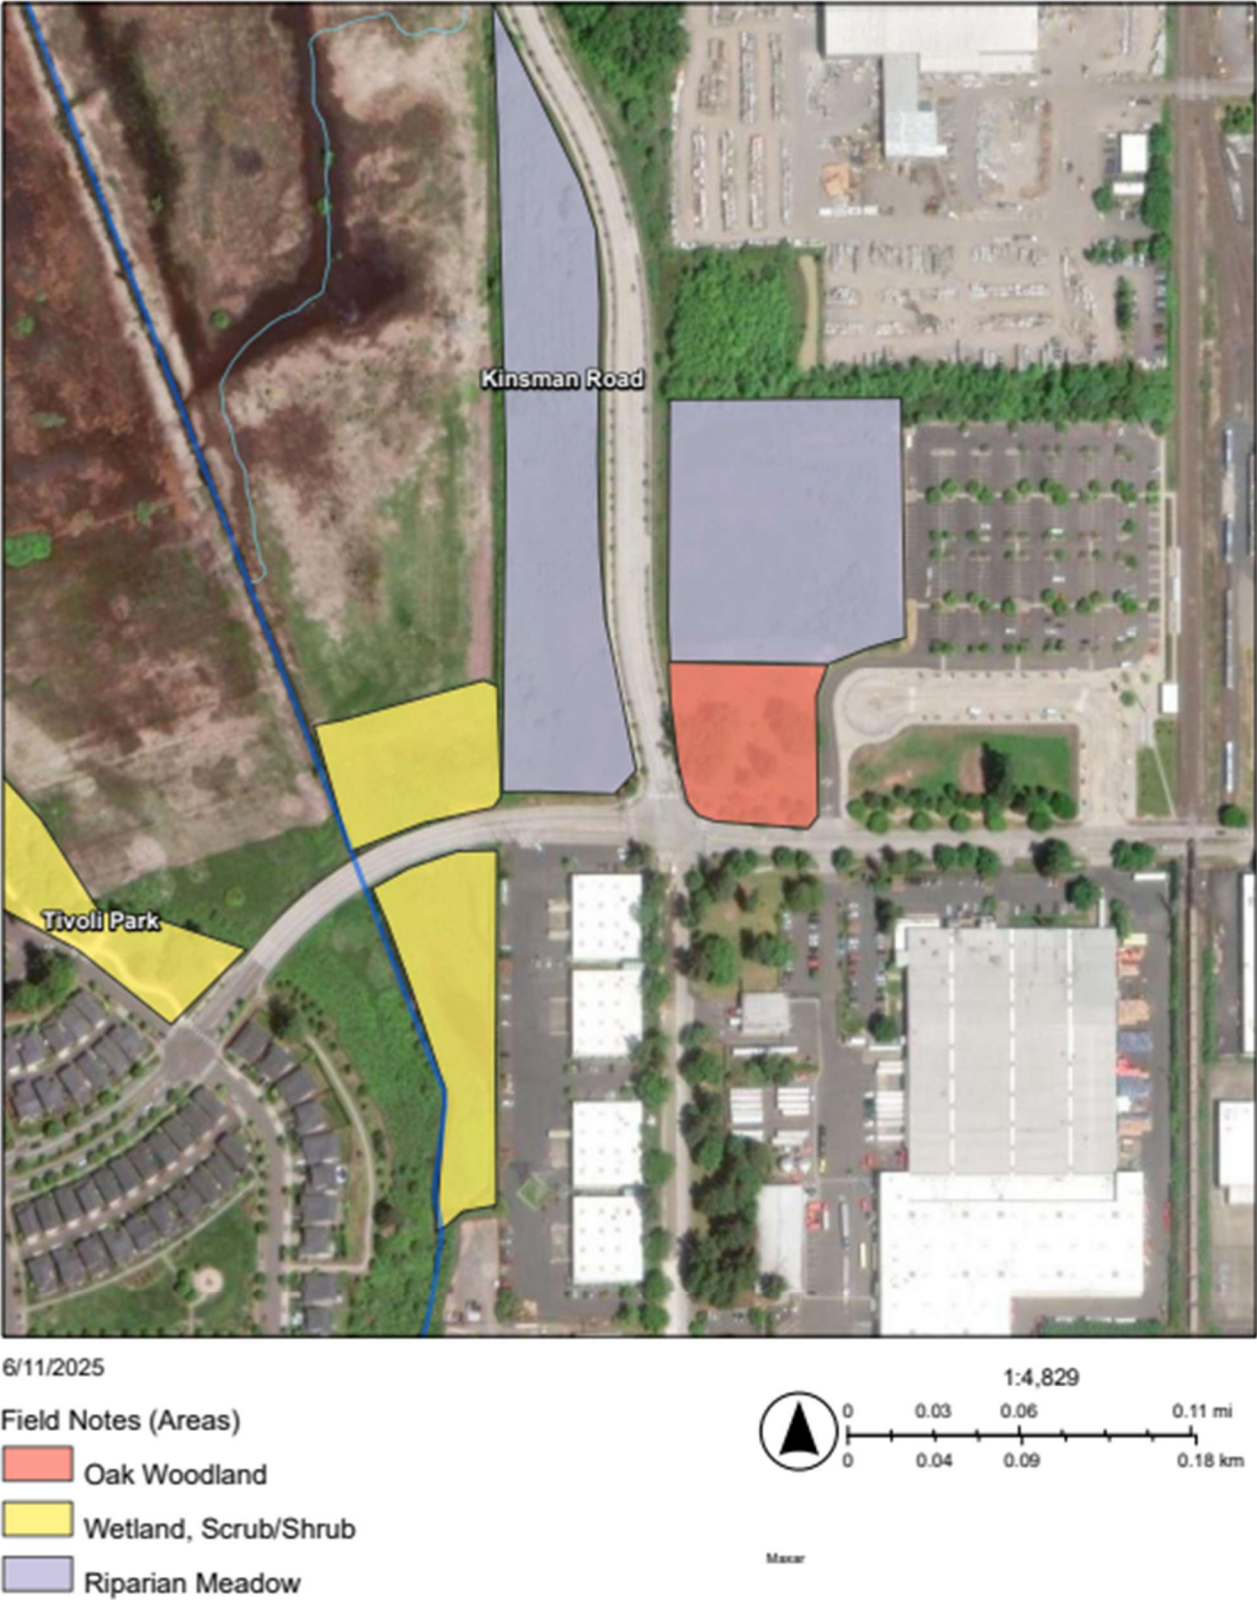 Kinsman Road
Tivoli Park
6/11/2025
1:4,829
0 0.03 0.06 0.11 mi
0 0.04 0.09 0.18 km
Field Notes (Areas)
Oak Woodland
Wetland, Scrub/Shrub
Riparian Meadow
Maxar